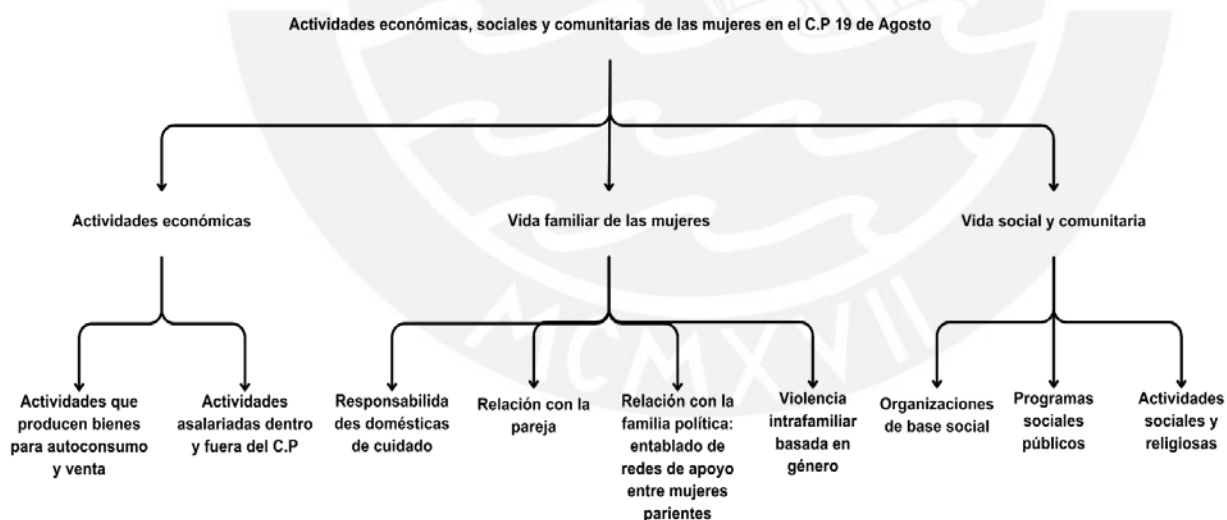 Actividades económicas, sociales y comunitarias de las mujeres en el C.P 19 de Agosto
Actividades económicas
Vida familiar de las mujeres
Vida social y comunitaria
Actividades que
producen bienes
para autoconsumo
y venta
Actividades
asalariadas dentro
y fuera del C.P
Responsabilida
des domésticas
de cuidado
Relación con la
pareja
Relación con la
familia política:
entablado de
redes de apoyo
entre mujeres
parientes
Violencia
intrafamiliar
basada en
género
Organizaciones
de base social
Programas
sociales
públicos
Actividades
sociales y
religiosas
MCMXVII